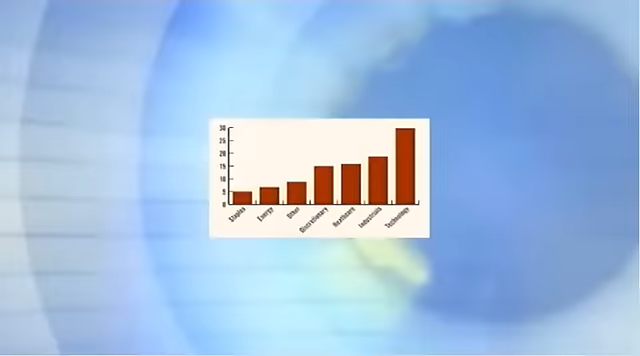 30
25
20
15
10
5
0
Staples
Energy
Other
Discretionary
Healthcare
Industrials
Technology